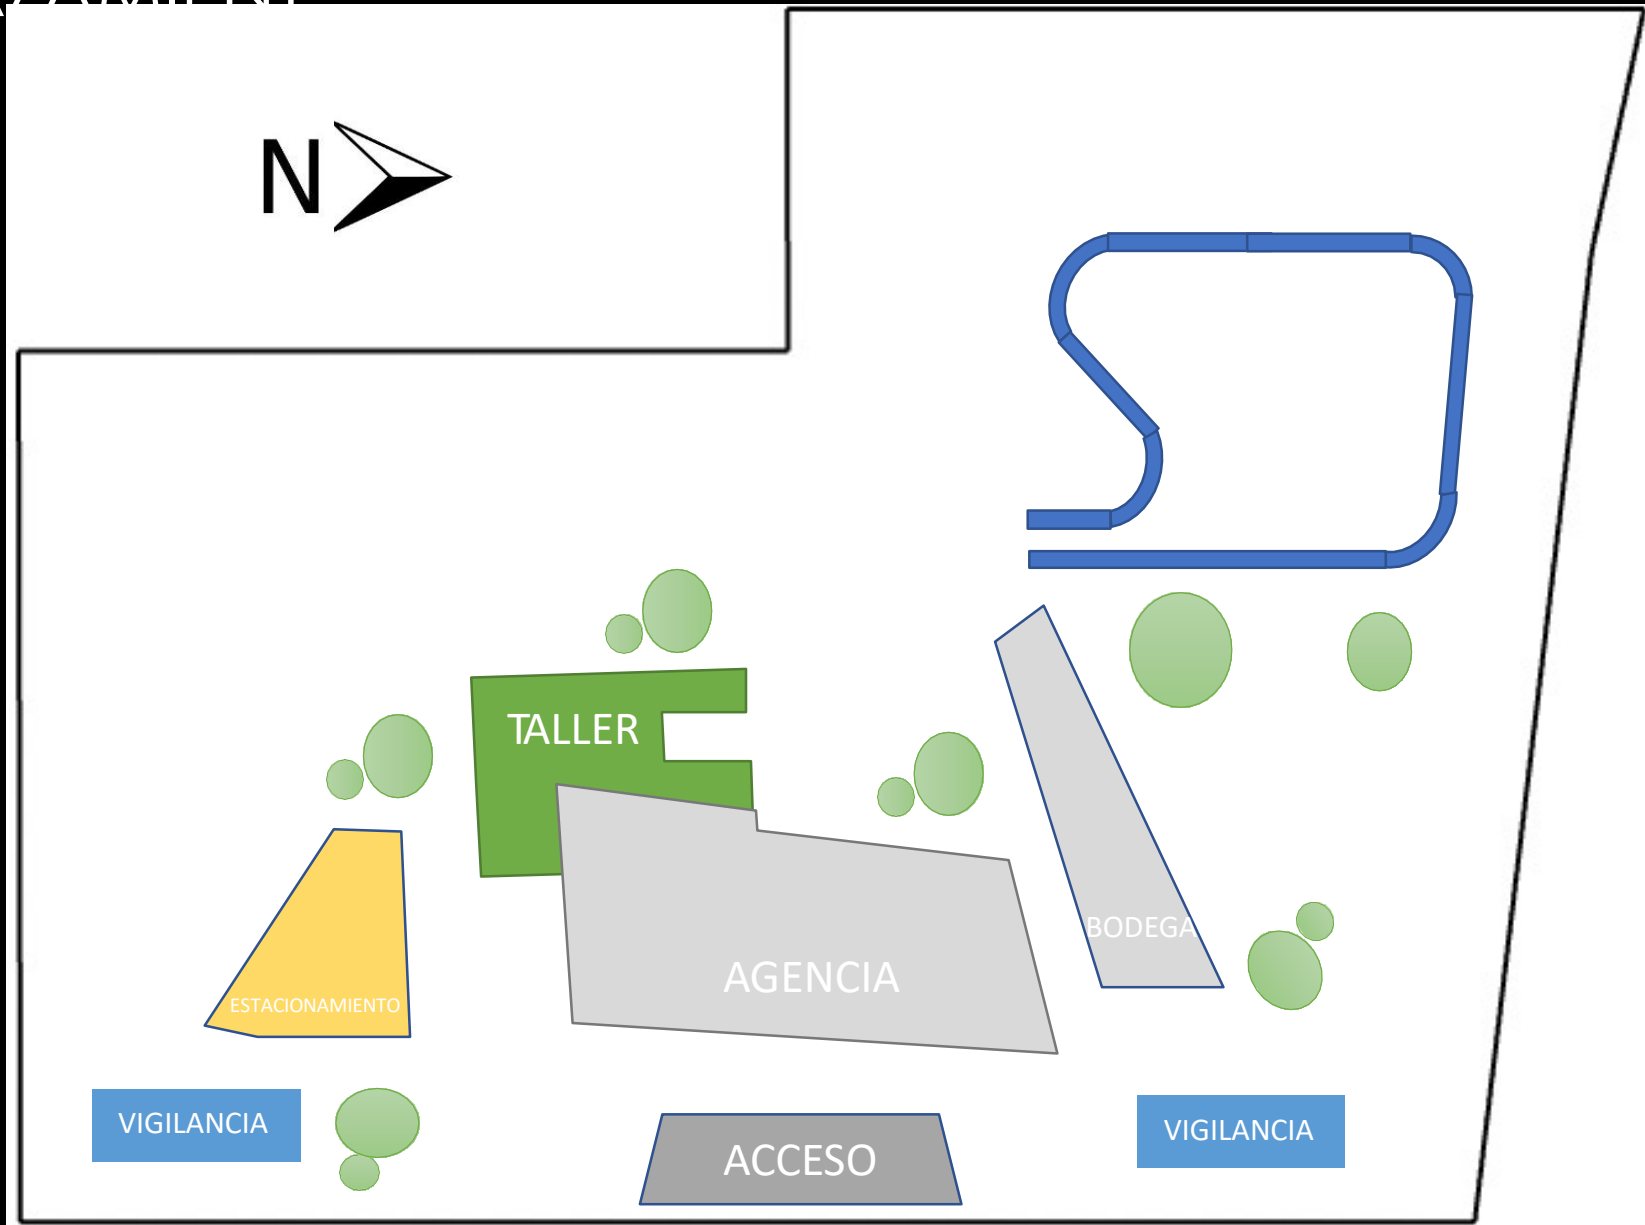 N
TALLER
BODEGA
AGENCIA
ESTACIONAMIENTO
VIGILANCIA
VIGILANCIA
ACCESO